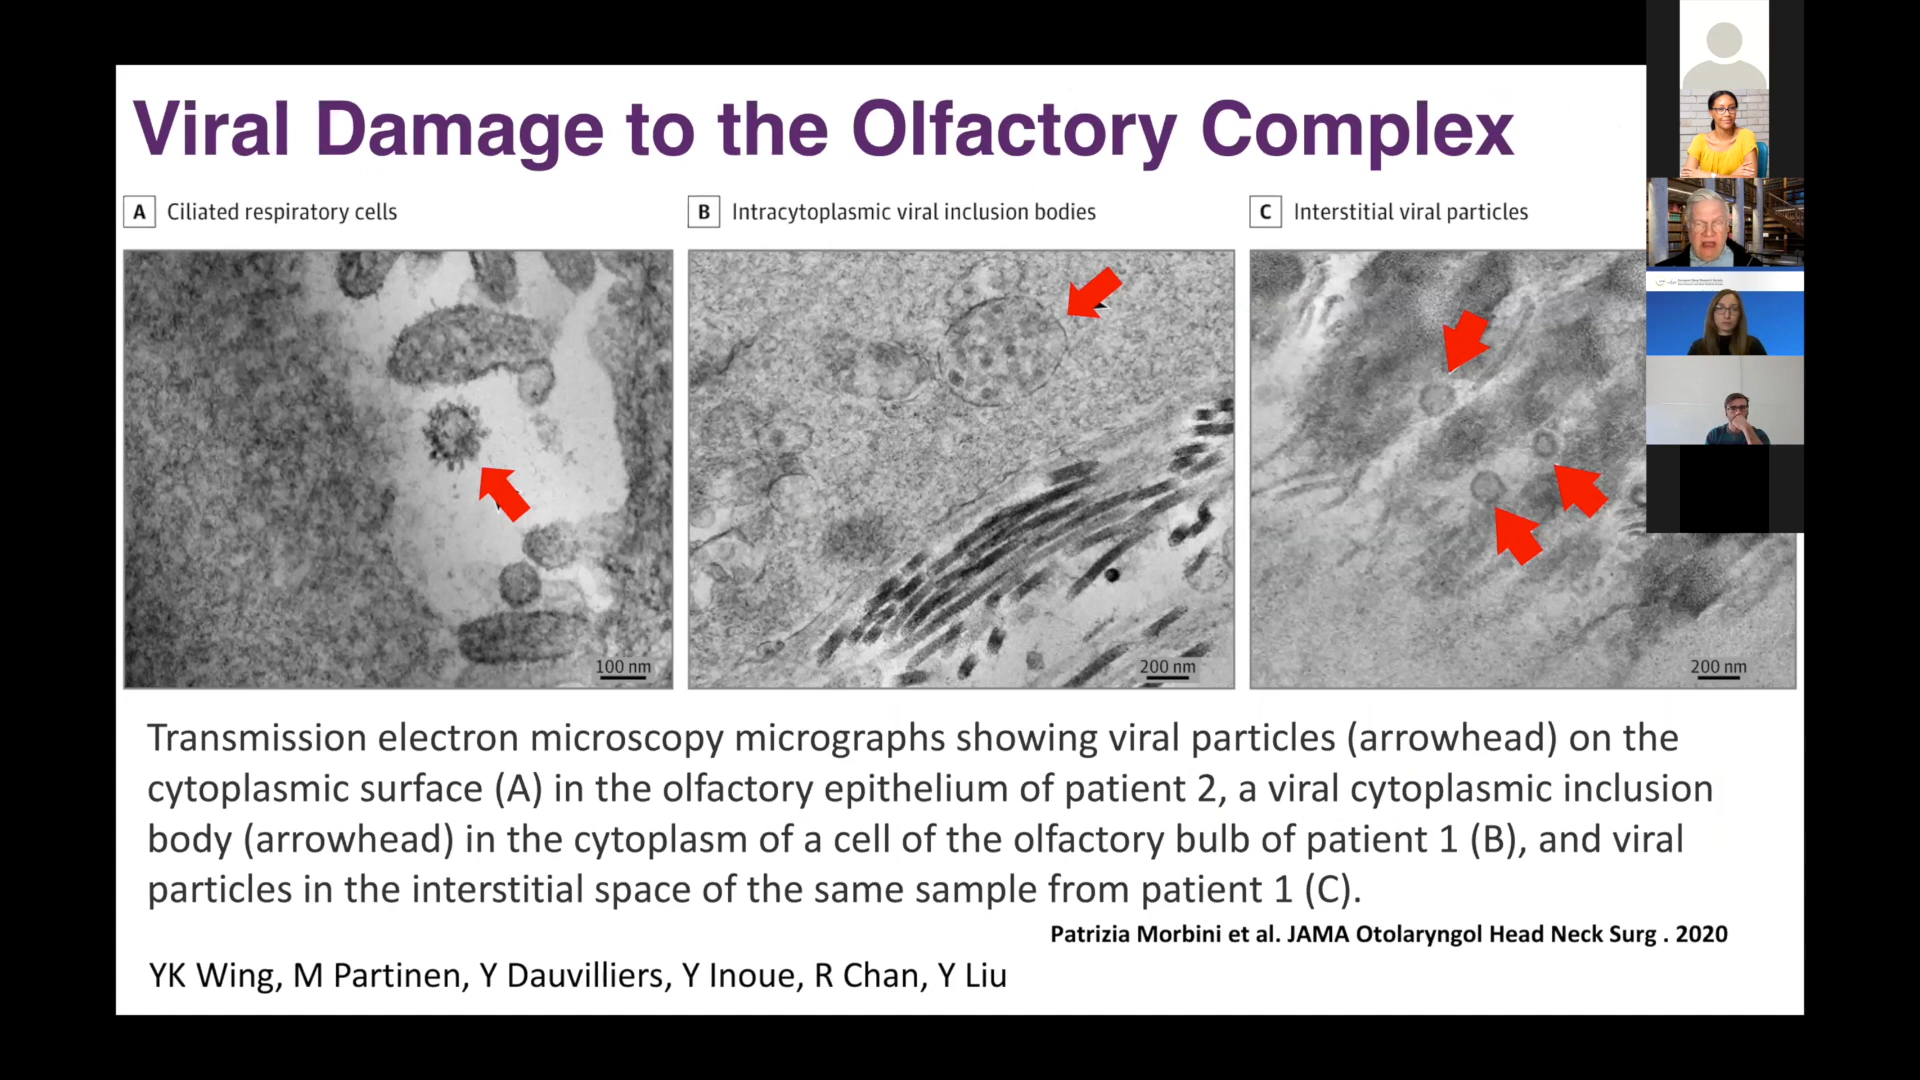 Viral Damage to the Olfactory Complex
A Ciliated respiratory cells
B Intracytoplasmic viral inclusion bodies
C Interstitial viral particles
100 nm
200 nm
200 nm
Transmission electron microscopy micrographs showing viral particles (arrowhead) on the
cytoplasmic surface (A) in the olfactory epithelium of patient 2, a viral cytoplasmic inclusion
body (arrowhead) in the cytoplasm of a cell of the olfactory bulb of patient 1 (B), and viral
particles in the interstitial space of the same sample from patient 1 (C).
Patrizia Morbini et al. JAMA Otolaryngol Head Neck Surg . 2020
YK Wing, M Partinen, Y Dauvilliers, Y Inoue, R Chan, Y Liu